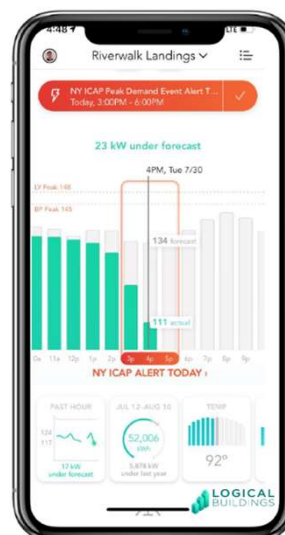 4:48
LTE
Riverwalk Landings
NY ICAP Peak Demand Event Alert T...
Today, 3:00PM - 6:00PM
23 kW under forecast
4PM, Tue 7/30
LY Peak 148
BP Peak 145
134 forecast
111 actual
11a 12p 1p 2p 3p 4p 5p 6p 7p 8p 9p
NY ICAP ALERT TODAY ›
PAST HOUR
JUL 12-AUG 10
TEMP
124
117
52,006
kWh
17 kW
under forecast
5,878 kW
under last year
92°
LOGICAL
BUILDINGS